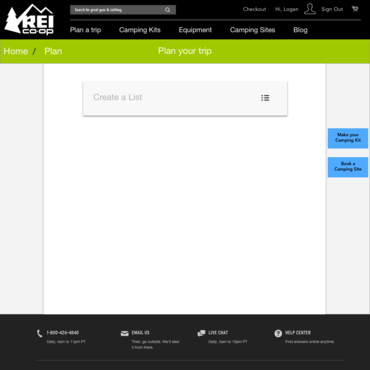 REI
co-op
Search for great gear & clothing
Checkout
Hi, Logan
Sign Out
Plan a trip
Camping Kits
Equipment
Camping Sites
Blog
Home / Plan
Plan your trip
Create a List
Make your
Camping Kit
Book a
Camping Site
1-800-426-4840
Daily, 4am to 11pm PT
EMAIL US
Then, go outside. We'll take
it from there.
LIVE CHAT
Daily, 5am to 10pm PT
HELP CENTER
Find answers online anytime